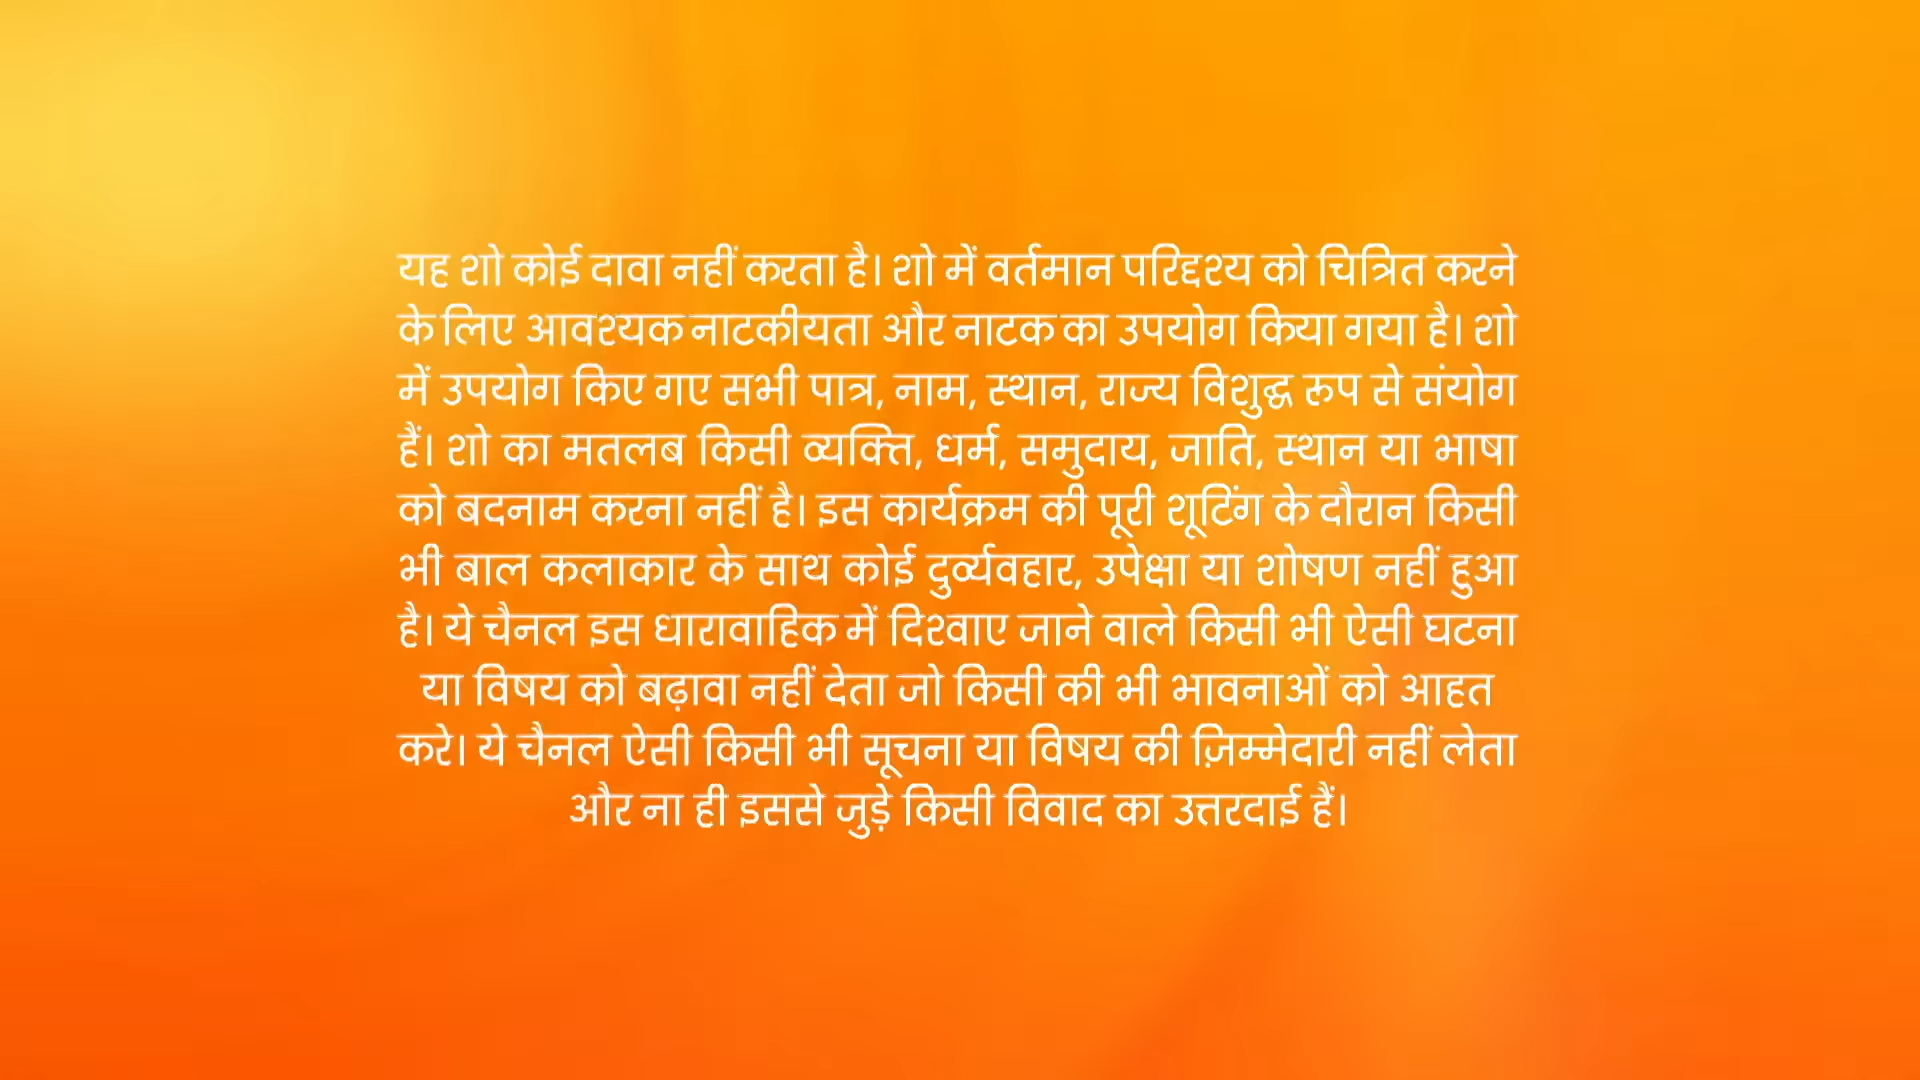 यह शो कोई दावा नहीं करता है। शो में वर्तमान परिद्दश्य को चित्रित करने
के लिए आवश्यक नाटकीयता और नाटक का उपयोग किया गया है। शो
में उपयोग किए गए सभी पात्र, नाम, स्थान, राज्य विशुद्ध रुप से संयोग
हैं। शो का मतलब किसी व्यक्ति, धर्म, समुदाय, जाति, स्थान या भाषा
को बदनाम करना नहीं है। इस कार्यक्रम की पूरी शूटिंग के दौरान किसी
भी बाल कलाकार के साथ कोई दुर्व्यवहार, उपेक्षा या शोषण नहीं हुआ
है। ये चैनल इस धारावाहिक में दिखाए जाने वाले किसी भी ऐसी घटना
या विषय को बढ़ावा नहीं देता जो किसी की भी भावनाओं को आहत
करे। ये चैनल ऐसी किसी भी सूचना या विषय की ज़िम्मेदारी नहीं लेता
और ना ही इससे जुड़े किसी विवाद का उत्तरदाई हैं।